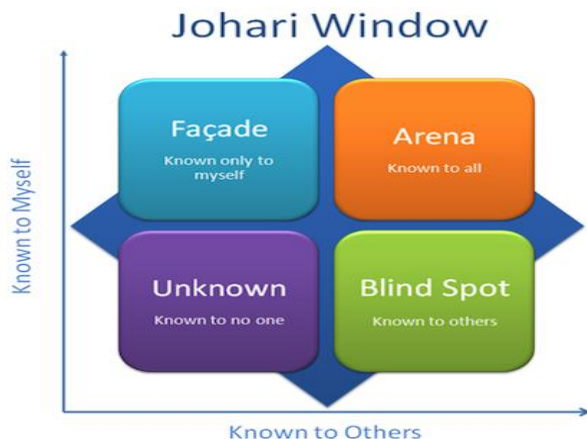 Johari Window
Known to Myself
Façade
Known only to
myself
Arena
Known to all
Unknown
Known to no one
Blind Spot
Known to others
Known to Others